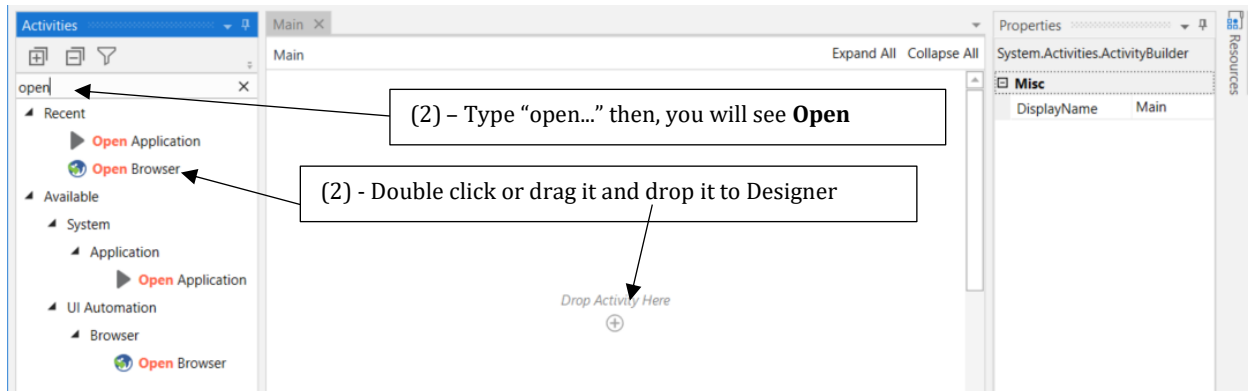 Activities
Main
Properties
Resources
Main
Expand All Collapse All
System.Activities.ActivityBuilder
open
Misc
DisplayName Main
Recent
Open Application
Open Browser
Available
System
Application
Open Application
UI Automation
Browser
Open Browser
(2) – Type “open...” then, you will see Open
(2) - Double click or drag it and drop it to Designer
Drop Activity Here